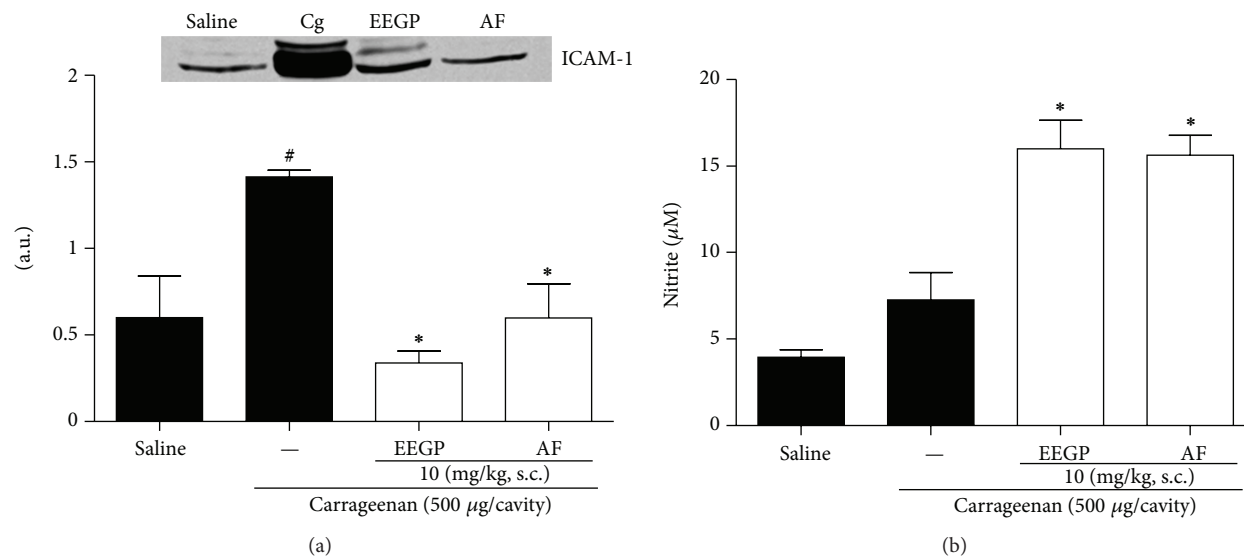 Saline Cg EEGP AF
ICAM-1
2
1.5
1
0.5
0
(a.u.)
#
*
*
Saline — EEGP AF
10 (mg/kg, s.c.)
Carrageenan (500 µg/cavity)
(a)
20
15
10
5
0
Nitrite (µM)
*
*
Saline — EEGP AF
10 (mg/kg, s.c.)
Carrageenan (500 µg/cavity)
(b)